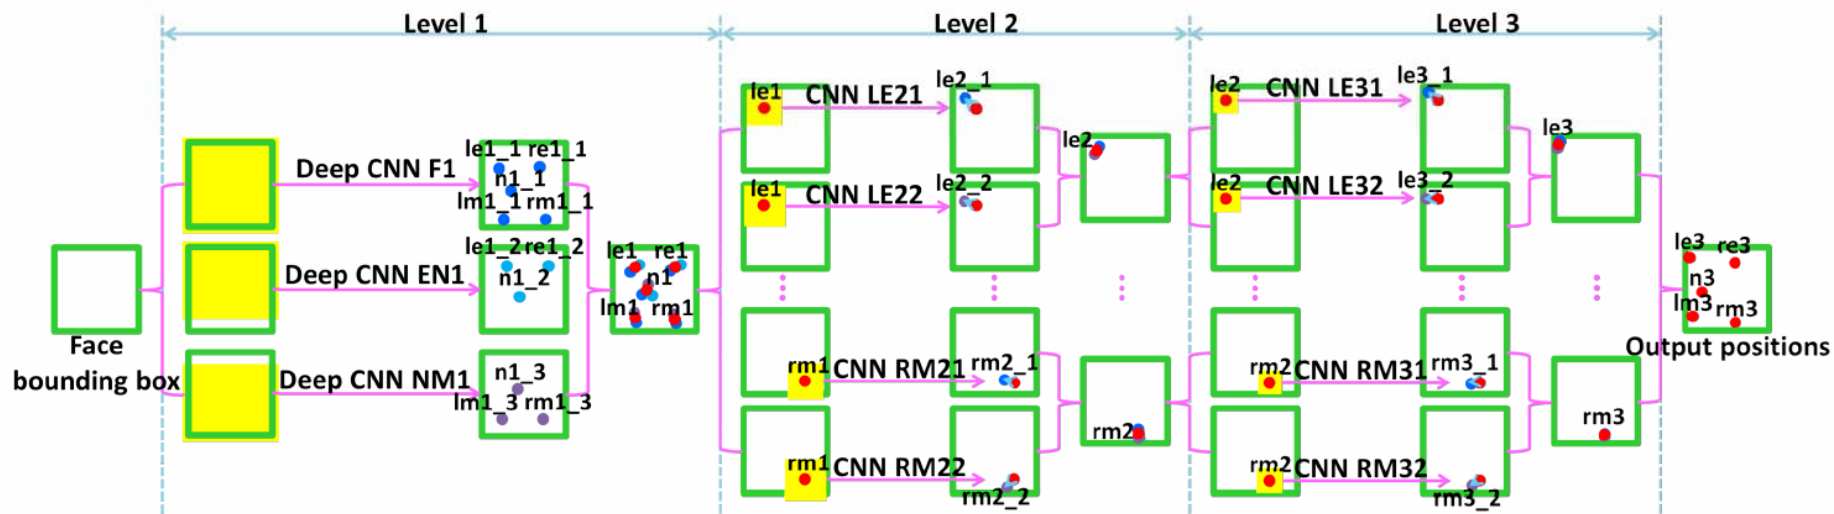 Level 1
Level 2
Level 3
Face
bounding box
Deep CNN F1
le1_1 re1_1
n1_1
lm1_1 rm1_1
Deep CNN EN1
le1_2 re1_2
n1_2
Deep CNN NM1
n1_3
lm1_3 rm1_3
le1 re1
n1
lm1 rm1
le1
CNN LE21
le2_1
le1
CNN LE22
le2_2
le2
rm1
CNN RM21
rm2_1
rm1
CNN RM22
rm2_2
rm2
le2
CNN LE31
le3_1
le2
CNN LE32
le3_2
le3
rm2
CNN RM31
rm3_1
rm2
CNN RM32
rm3_2
rm3
le3 re3
n3
lm3 rm3
Output positions